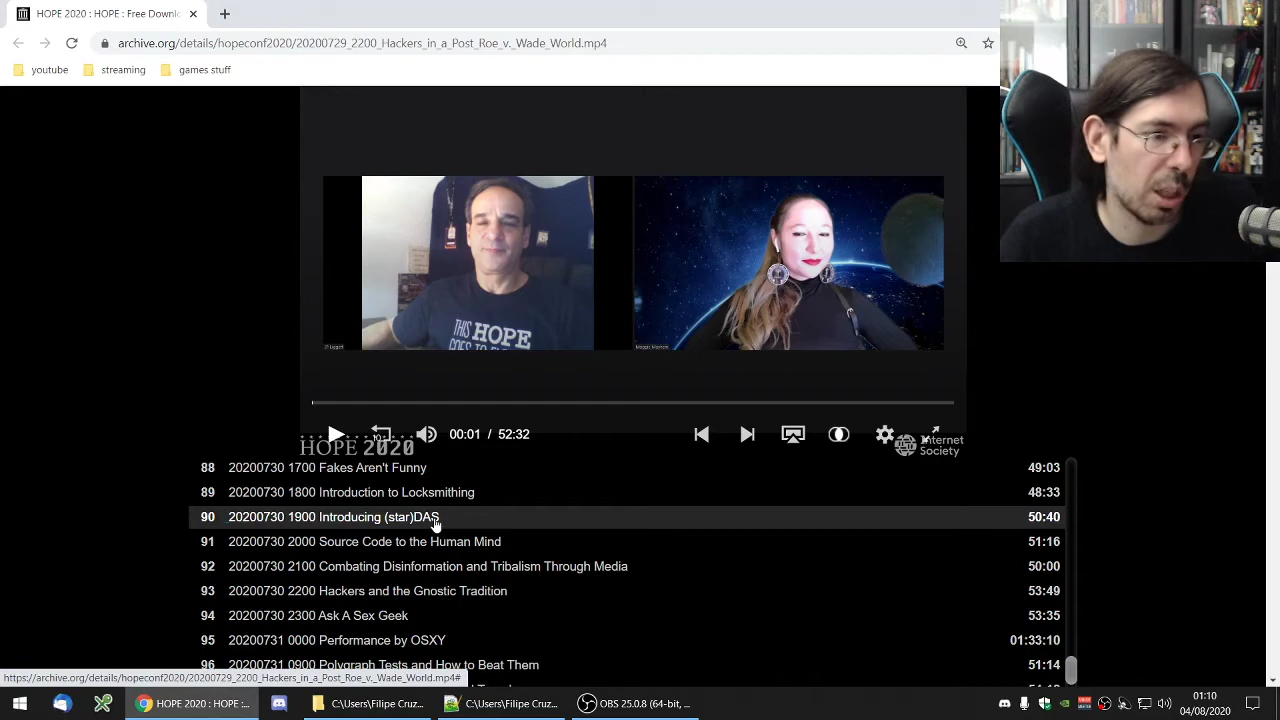 HOPE 2020 : HOPE : Free Downlo
archive.org/details/hopeconf2020/20200729_2200_Hackers_in_a_Post_Roe_v._Wade_World.mp4
youtube
streaming
games stuff
THIS HOPE
JP Liggett
Maggie Mayhem
00:01 / 52:32
HOPE 2020
Internet
Society
88 20200730 1700 Fakes Aren't Funny 49:03
89 20200730 1800 Introduction to Locksmithing 48:33
90 20200730 1900 Introducing (star)DAS 50:40
91 20200730 2000 Source Code to the Human Mind 51:16
92 20200730 2100 Combating Disinformation and Tribalism Through Media 50:00
93 20200730 2200 Hackers and the Gnostic Tradition 53:49
94 20200730 2300 Ask A Sex Geek 53:35
95 20200731 0000 Performance by OSXY 01:33:10
96 20200731 0900 Polygraph Tests and How to Beat Them 51:14
https://archive.org/details/hopeconf2020/20200729_2200_Hackers_in_a_Post_Roe_v._Wade_World.mp4#
HOPE 2020 : HOPE :...
C:\Users\Filipe Cruz...
C:\Users\Filipe Cruz...
OBS 25.0.8 (64-bit, ...
01:10
04/08/2020